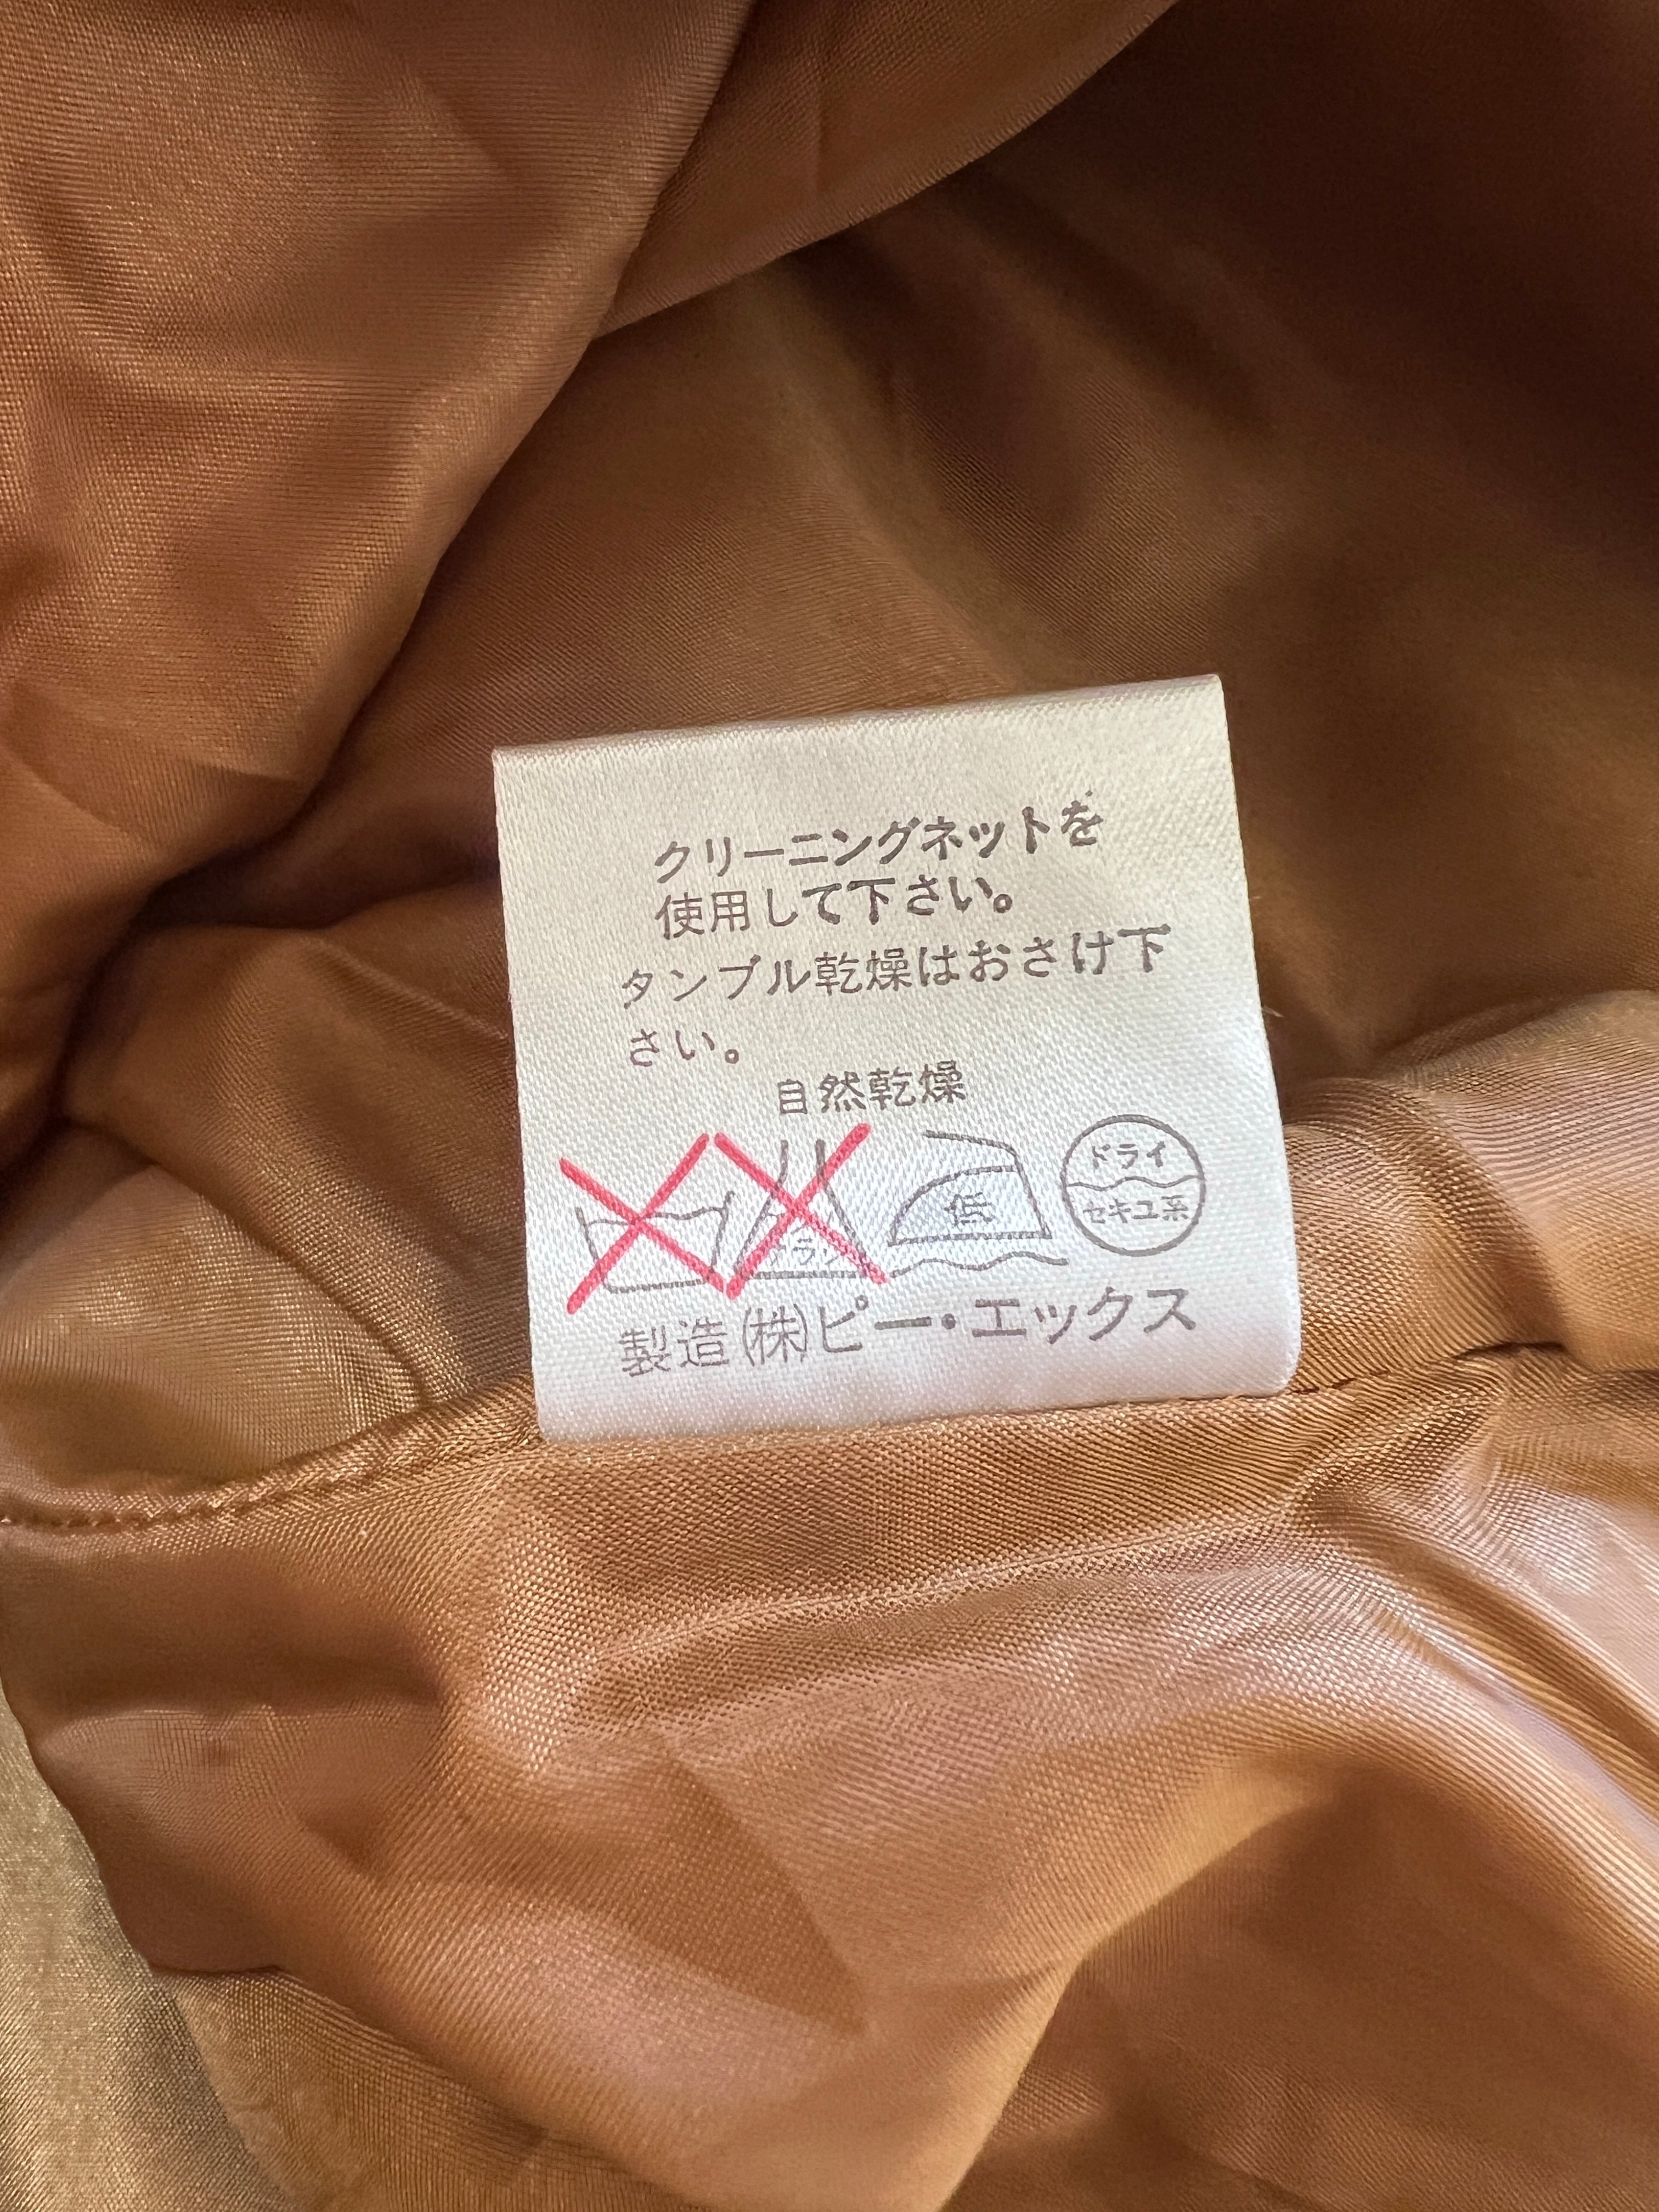 クリーニングネットを
使用して下さい。
タンブル乾燥はおさけ下
さい。
自然乾燥
低
ドライ
セキユ系
製造(株)ピー・エックス